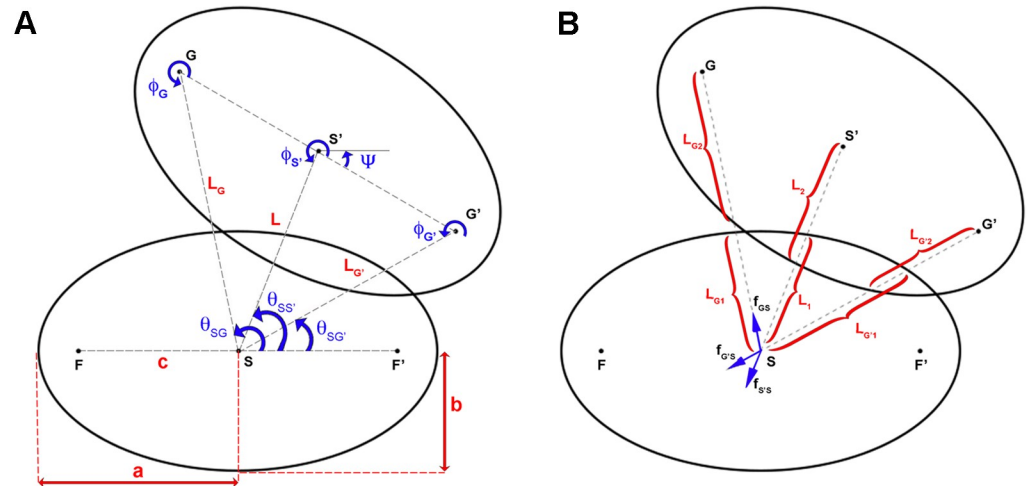 A
G
ϕG
S'
ϕS'
Ψ
LG
L
G'
ϕG'
LG'
θSG
θSS'
θSG'
F
c
S
F'
b
a
B
G
LG2
S'
L2
G'
LG'2
LG1
L1
LG'1
fGS
fG'S
fS'S
S
F
F'